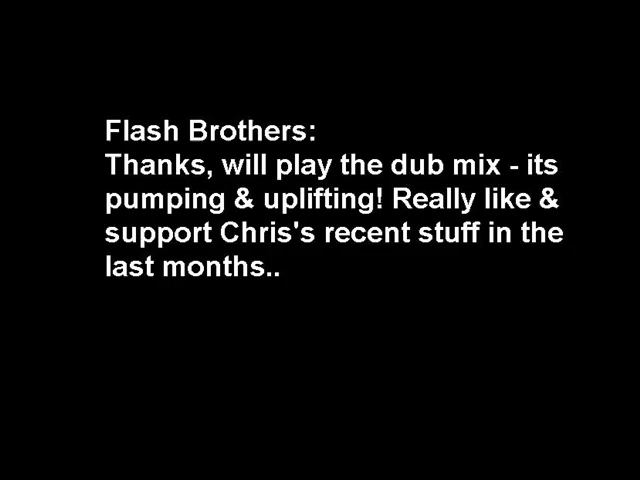 Flash Brothers:
Thanks, will play the dub mix - its
pumping & uplifting! Really like &
support Chris's recent stuff in the
last months..